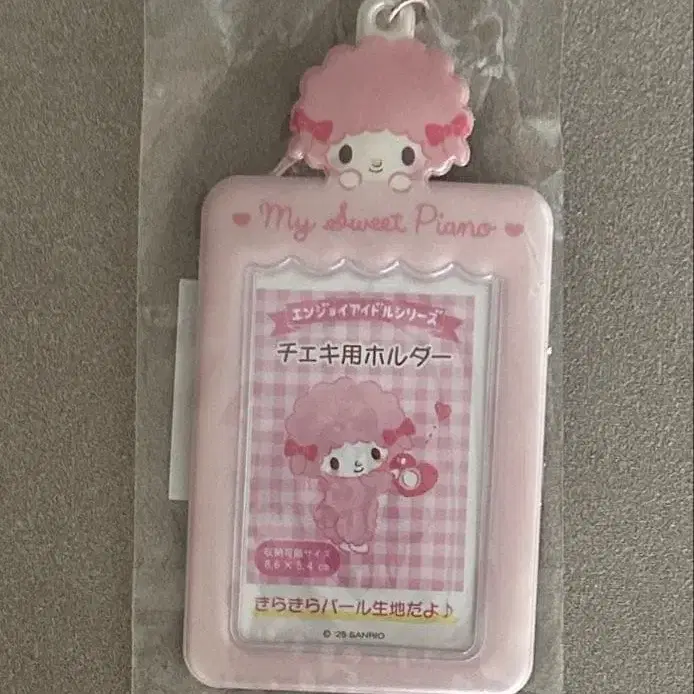 My Sweet Piano
エンジョイアイドルシリーズ
チェキ用ホルダー
収納可能サイズ
8.6×5.4cm
きらきらパール生地だよ♪
© '25 SANRIO